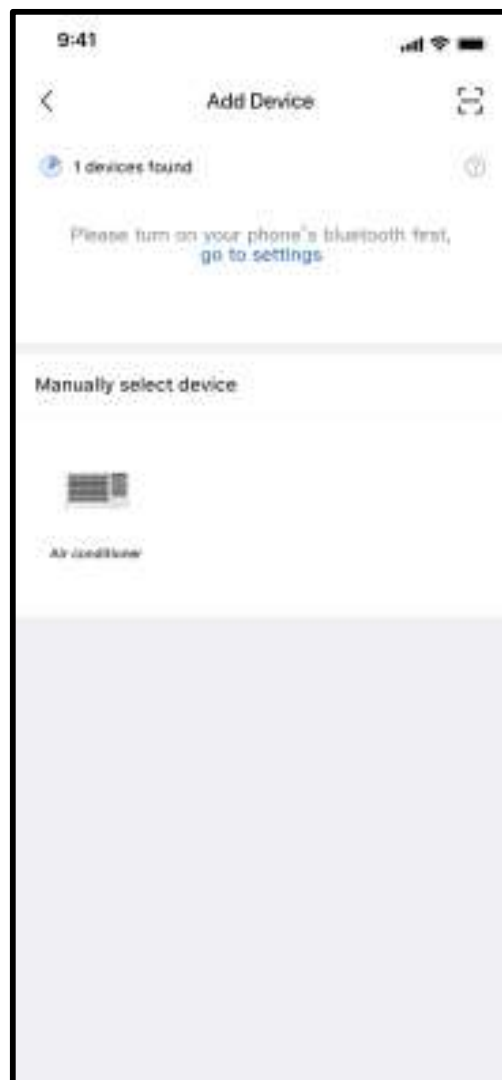 9:41
Add Device
1 devices found
Please turn on your phone's bluetooth first,
go to settings
Manually select device
Air conditioner